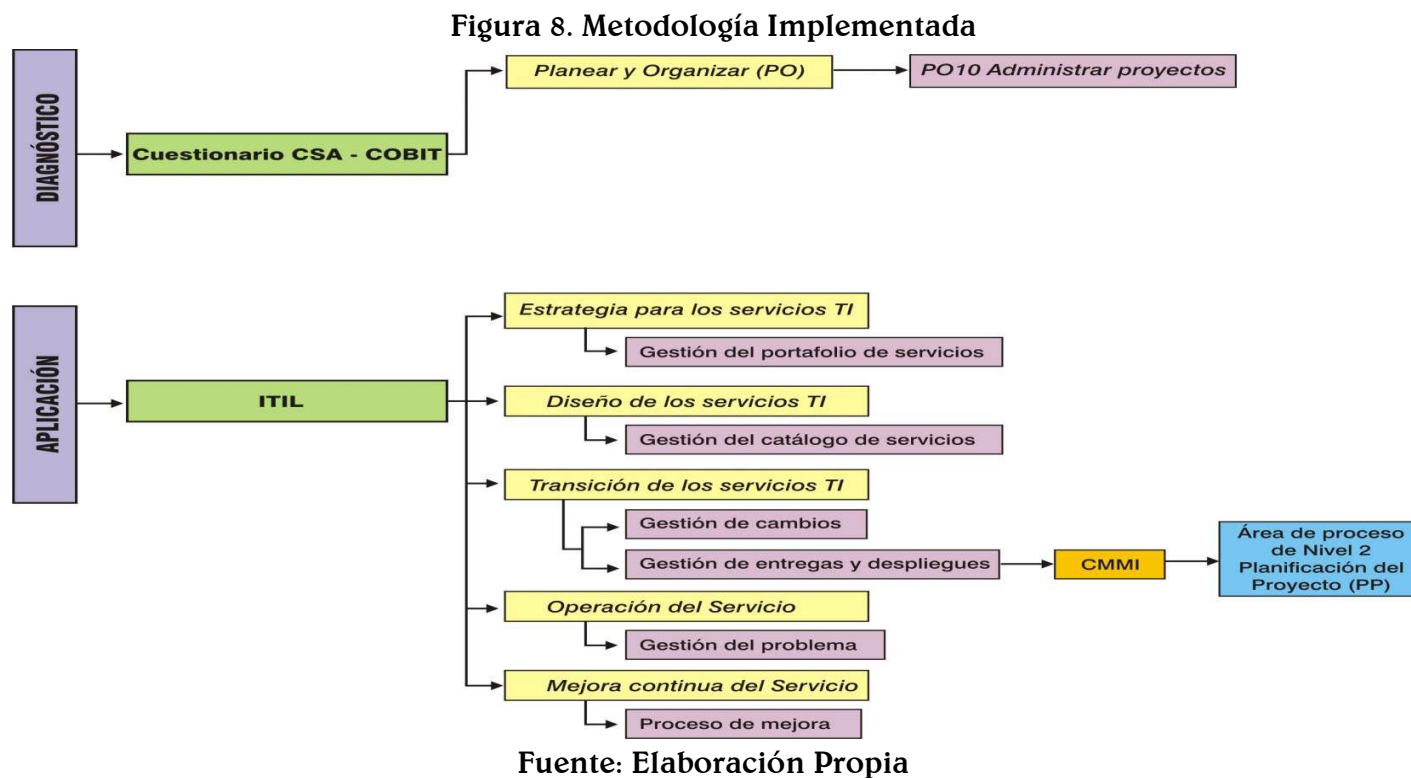 Figura 8. Metodología Implementada
DIAGNÓSTICO
Cuestionario CSA - COBIT
Planear y Organizar (PO)
PO10 Administrar proyectos
APLICACIÓN
ITIL
Estrategia para los servicios TI
Gestión del portafolio de servicios
Diseño de los servicios TI
Gestión del catálogo de servicios
Transición de los servicios TI
Gestión de cambios
Gestión de entregas y despliegues
CMMI
Área de proceso
de Nivel 2
Planificación del
Proyecto (PP)
Operación del Servicio
Gestión del problema
Mejora continua del Servicio
Proceso de mejora
Fuente: Elaboración Propia